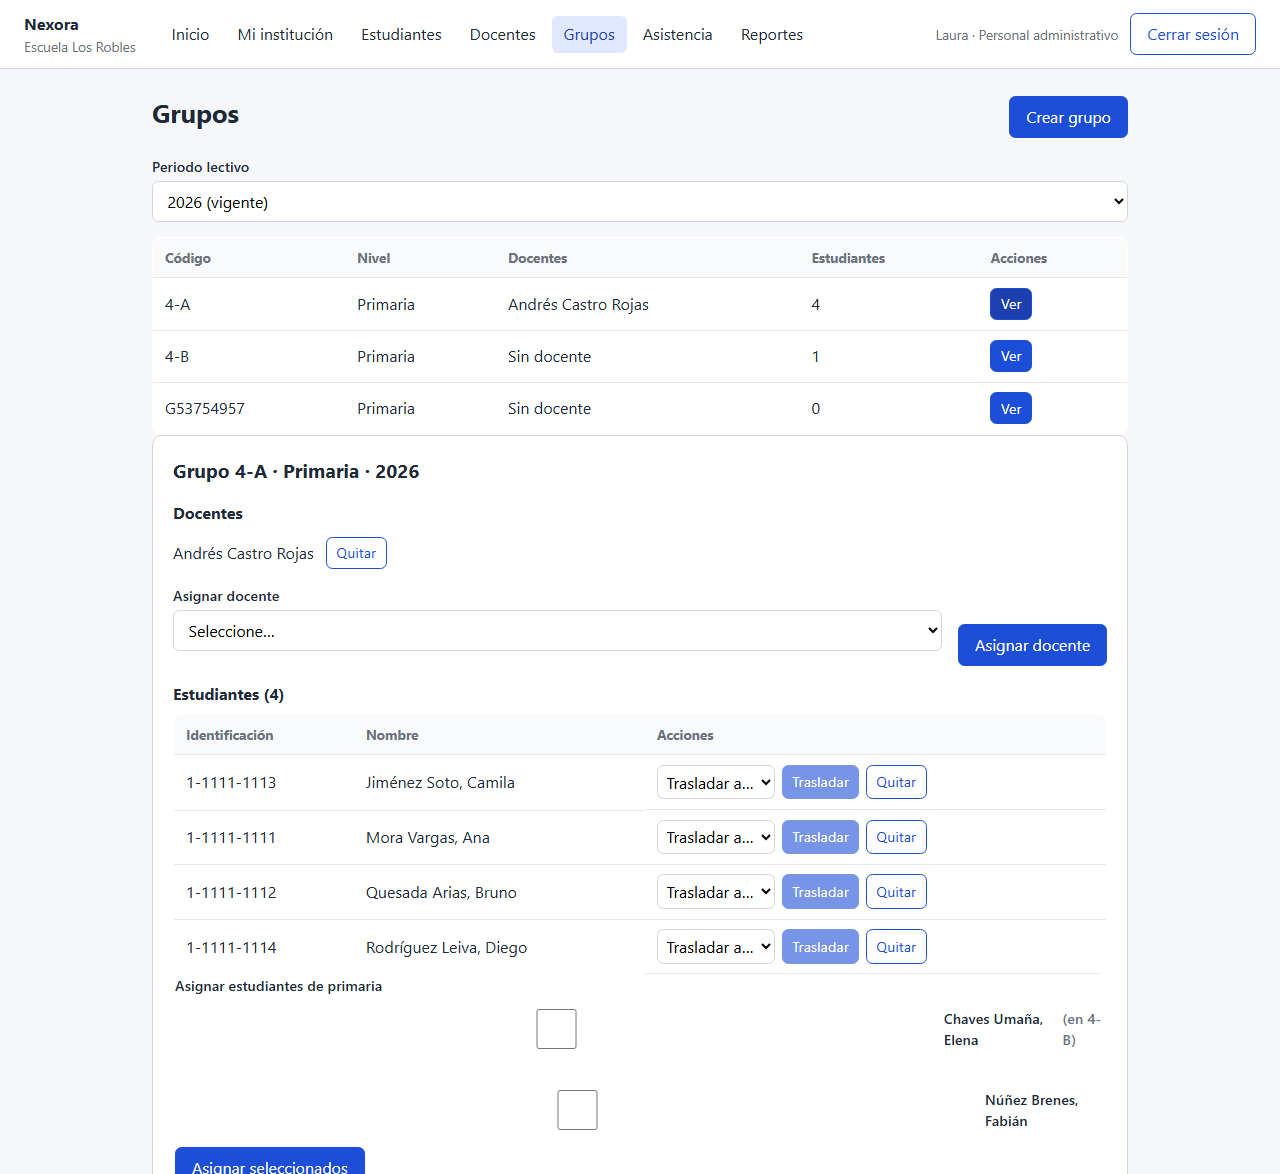 Nexora
Escuela Los Robles
Inicio
Mi institución
Estudiantes
Docentes
Grupos
Asistencia
Reportes
Laura · Personal administrativo
Cerrar sesión
Grupos
Crear grupo
Periodo lectivo
2026 (vigente)
Código Nivel Docentes Estudiantes Acciones
4-A Primaria Andrés Castro Rojas 4 Ver
4-B Primaria Sin docente 1 Ver
G53754957 Primaria Sin docente 0 Ver
Grupo 4-A · Primaria · 2026
Docentes
Andrés Castro Rojas Quitar
Asignar docente
Seleccione...
Asignar docente
Estudiantes (4)
Identificación Nombre Acciones
1-1111-1113 Jiménez Soto, Camila Trasladar a... Trasladar Quitar
1-1111-1111 Mora Vargas, Ana Trasladar a... Trasladar Quitar
1-1111-1112 Quesada Arias, Bruno Trasladar a... Trasladar Quitar
1-1111-1114 Rodríguez Leiva, Diego Trasladar a... Trasladar Quitar
Asignar estudiantes de primaria
Chaves Umaña, (en 4-
Elena B)
Núñez Brenes,
Fabián
Asignar seleccionados